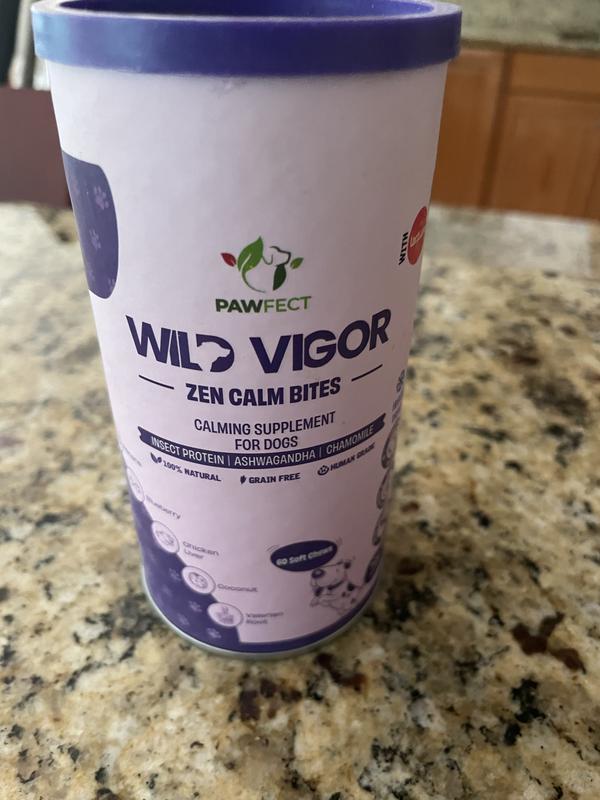 WITH
PAWFECT
WILD VIGOR
ZEN CALM BITES
CALMING SUPPLEMENT
FOR DOGS
INSECT PROTEIN | ASHWAGANDHA | CHAMOMILE
100% NATURAL
GRAIN FREE
HUMAN GRADE
Blueberry
Chicken
Liver
Coconut
Valerian
Root
60 Soft Chews